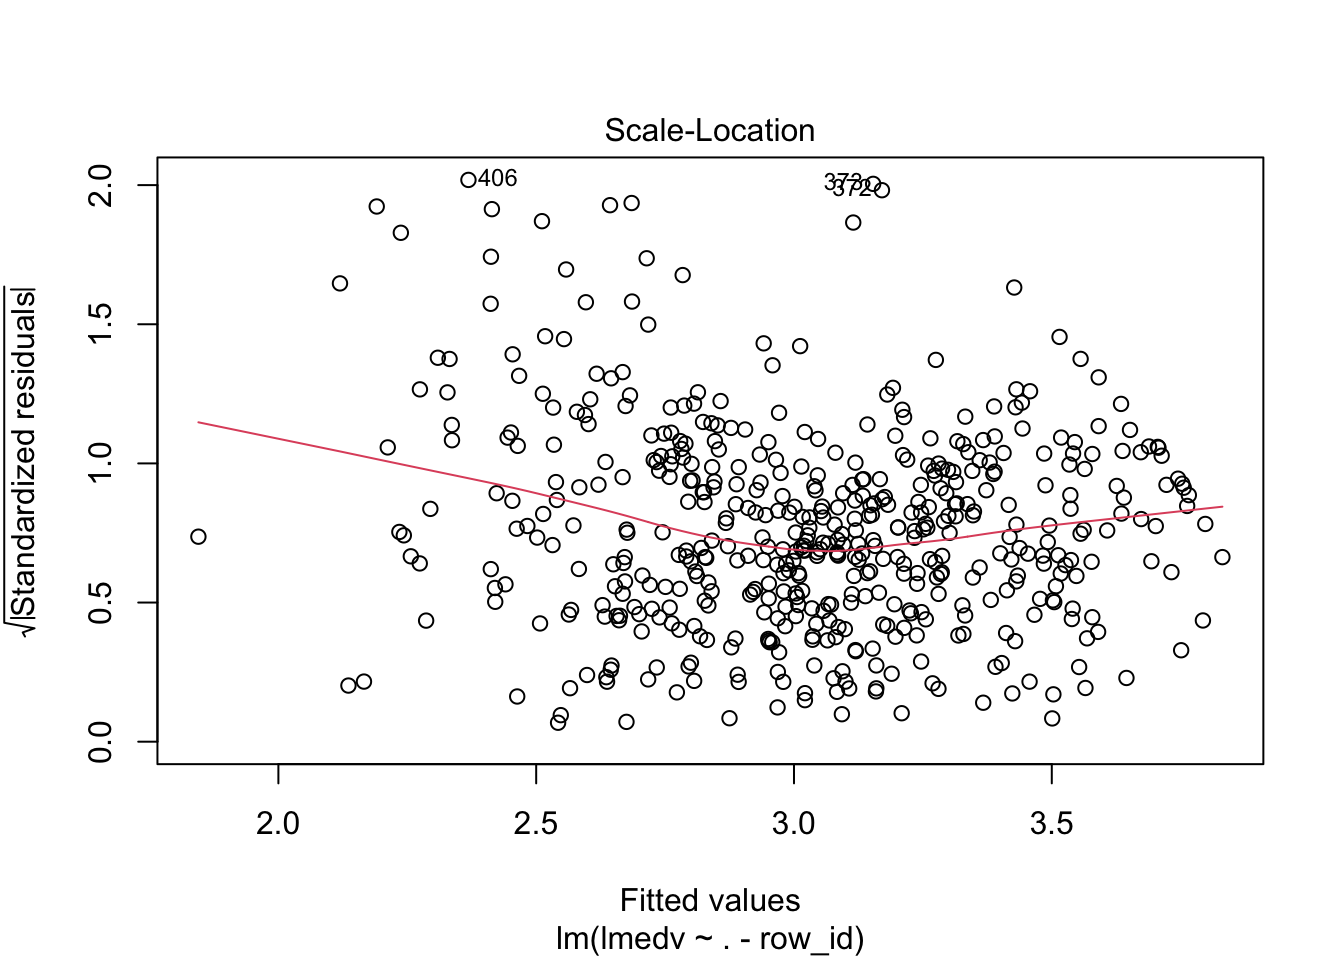 Scale-Location
√|Standardized residuals|
2.0
1.5
1.0
0.5
0.0
406
373
372
2.0 2.5 3.0 3.5
Fitted values
lm(lmedv ~ . - row_id)